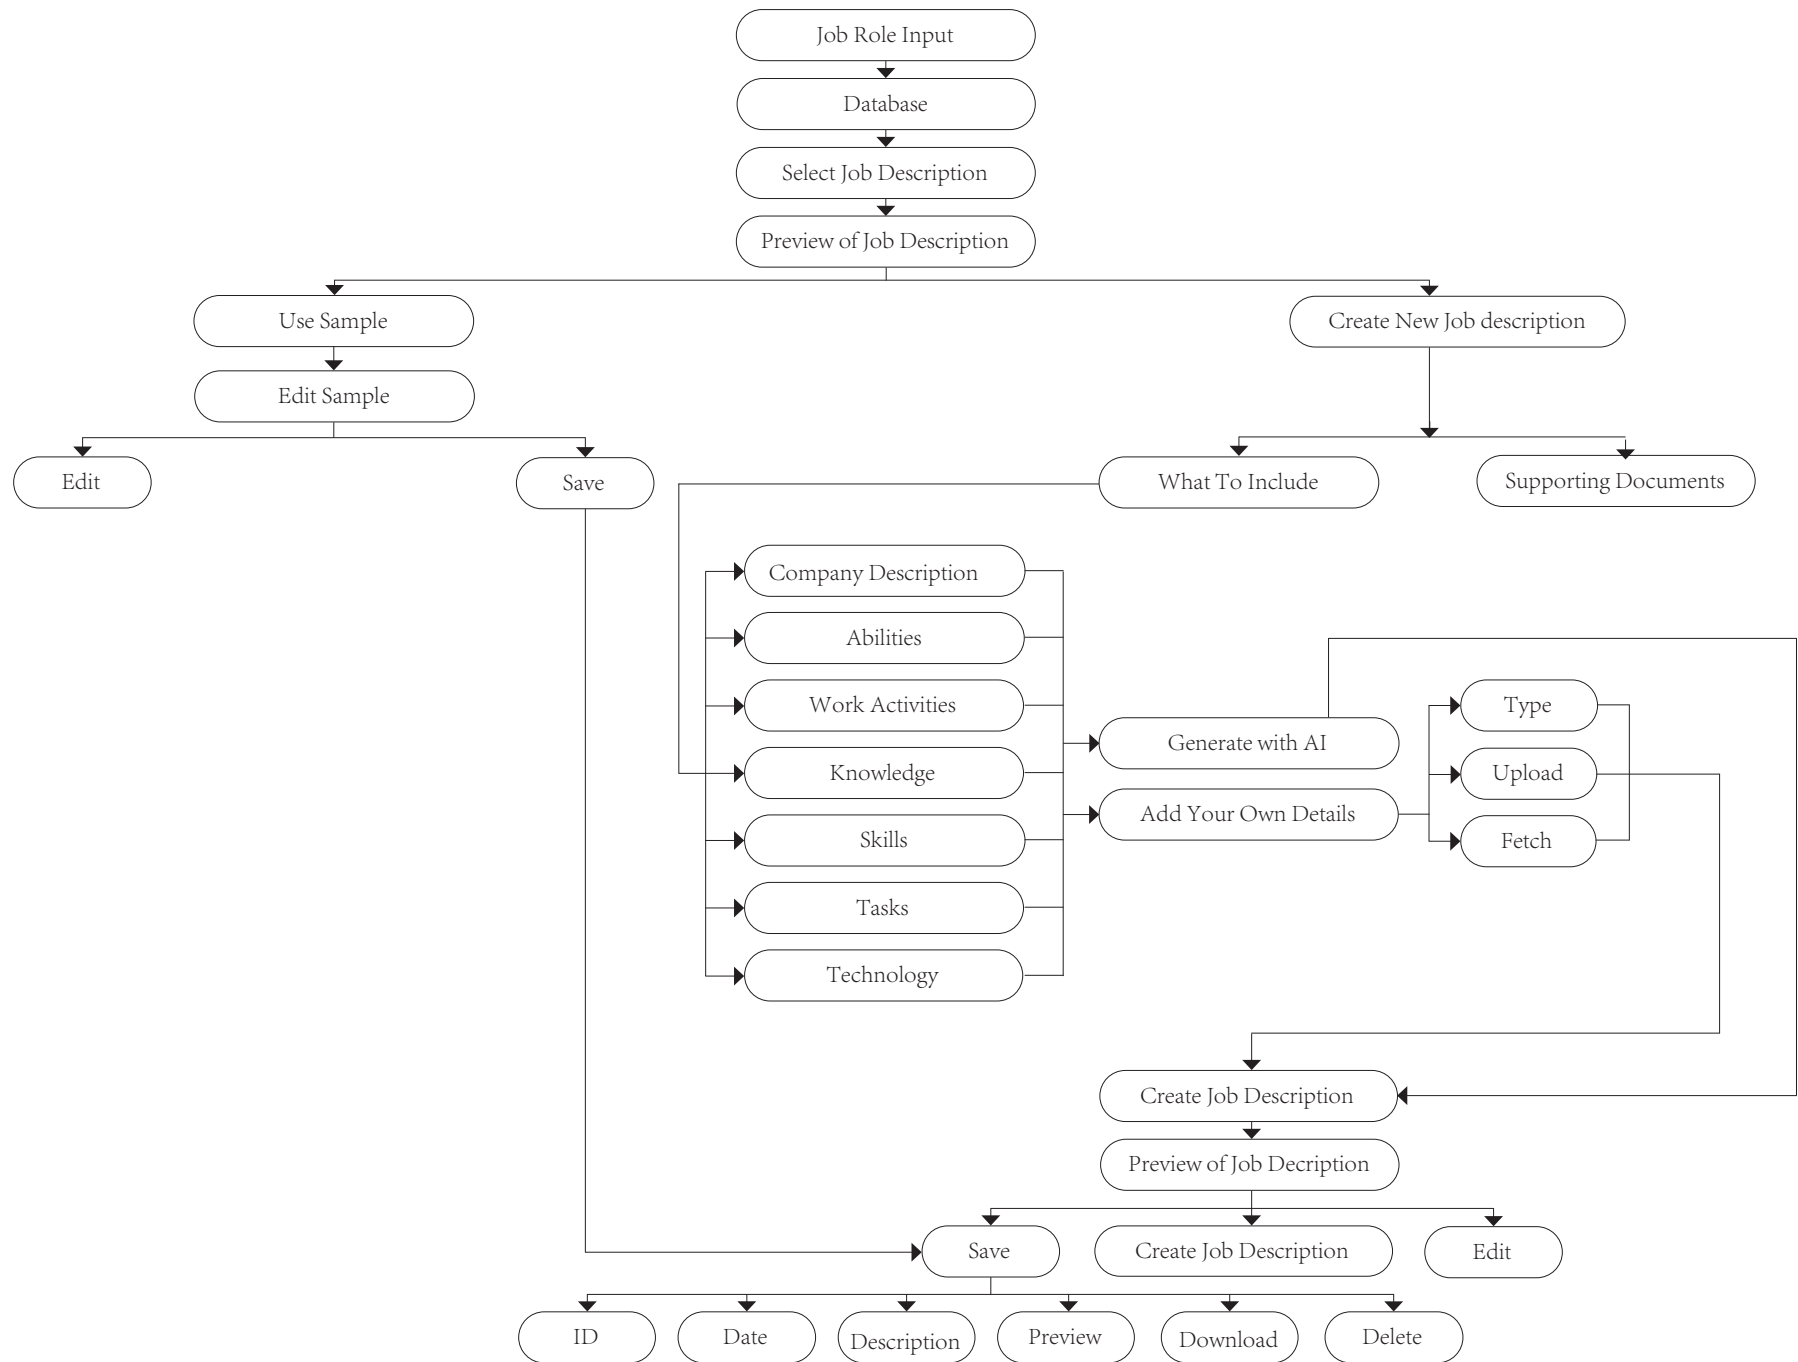 Job Role Input
Database
Select Job Description
Preview of Job Description
Use Sample
Create New Job description
Edit Sample
Edit
Save
What To Include
Supporting Documents
Company Description
Abilities
Work Activities
Knowledge
Skills
Tasks
Technology
Generate with AI
Add Your Own Details
Type
Upload
Fetch
Create Job Description
Preview of Job Decription
Save
Create Job Description
Edit
ID
Date
Description
Preview
Download
Delete